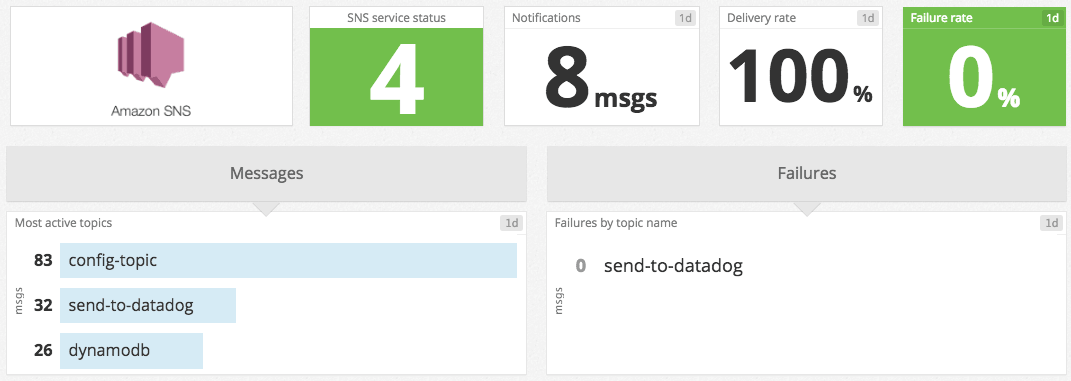 Amazon SNS
SNS service status
4
Notifications 1d
8 msgs
Delivery rate 1d
100 %
Failure rate 1d
0 %
Messages
Most active topics 1d
msgs
83 config-topic
32 send-to-datadog
26 dynamodb
Failures
Failures by topic name 1d
msgs
0 send-to-datadog